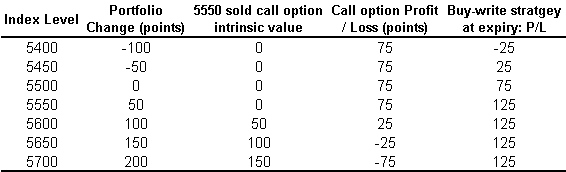 Index Level Portfolio Change (points) 5550 sold call option intrinsic value Call option Profit / Loss (points) Buy-write stratgey at expiry: P/L
5400 -100 0 75 -25
5450 -50 0 75 25
5500 0 0 75 75
5550 50 0 75 125
5600 100 50 25 125
5650 150 100 -25 125
5700 200 150 -75 125